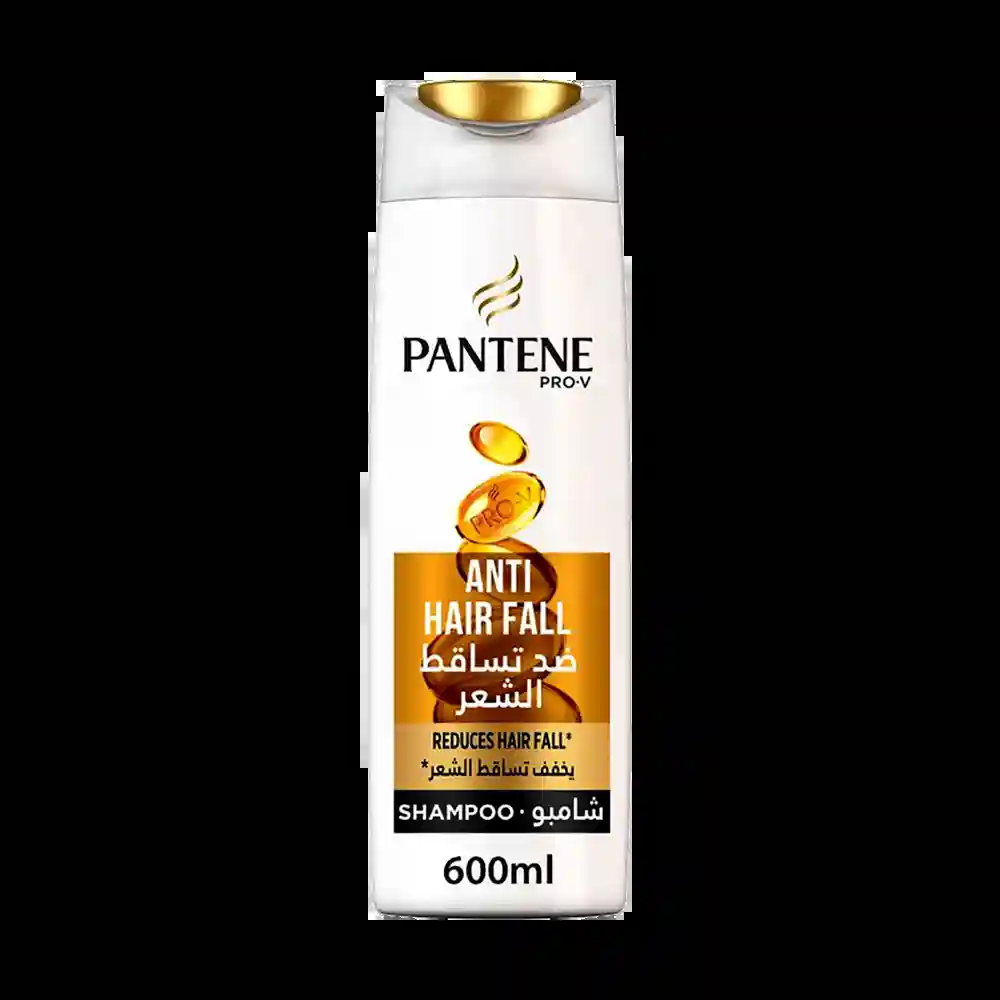 PANTENE
PRO·V
PRO-V
ANTI
HAIR FALL
ضد تساقط
الشعر
REDUCES HAIR FALL*
يخفف تساقط الشعر*
SHAMPOO · شامبو
600ml